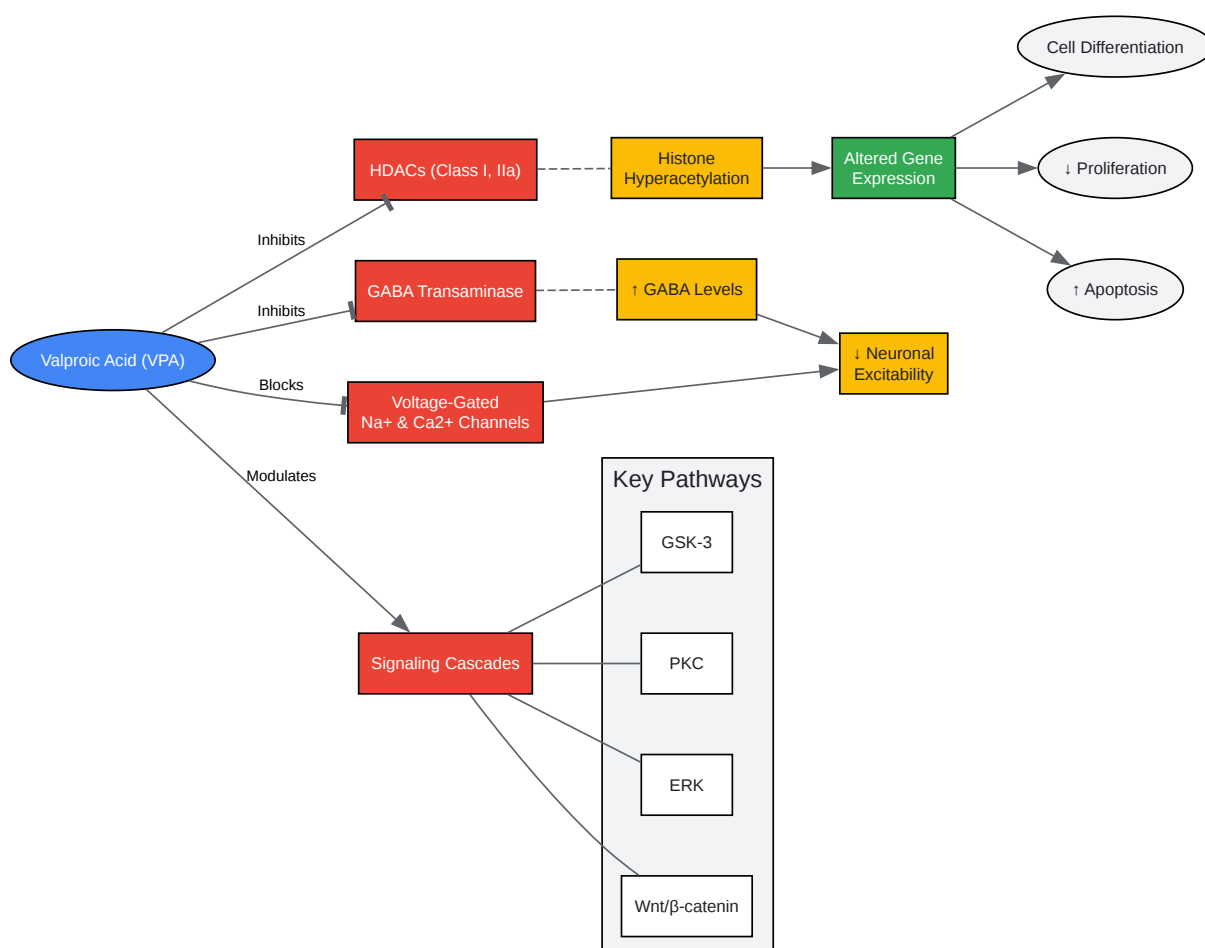 Cell Differentiation
HDACs (Class I, IIa)
Histone
Hyperacetylation
Altered Gene
Expression
↓ Proliferation
Inhibits
GABA Transaminase
↑ GABA Levels
↑ Apoptosis
Inhibits
Valproic Acid (VPA)
↓ Neuronal
Excitability
Blocks
Voltage-Gated
Na+ & Ca2+ Channels
Modulates
Key Pathways
GSK-3
Signaling Cascades
PKC
ERK
Wnt/β-catenin